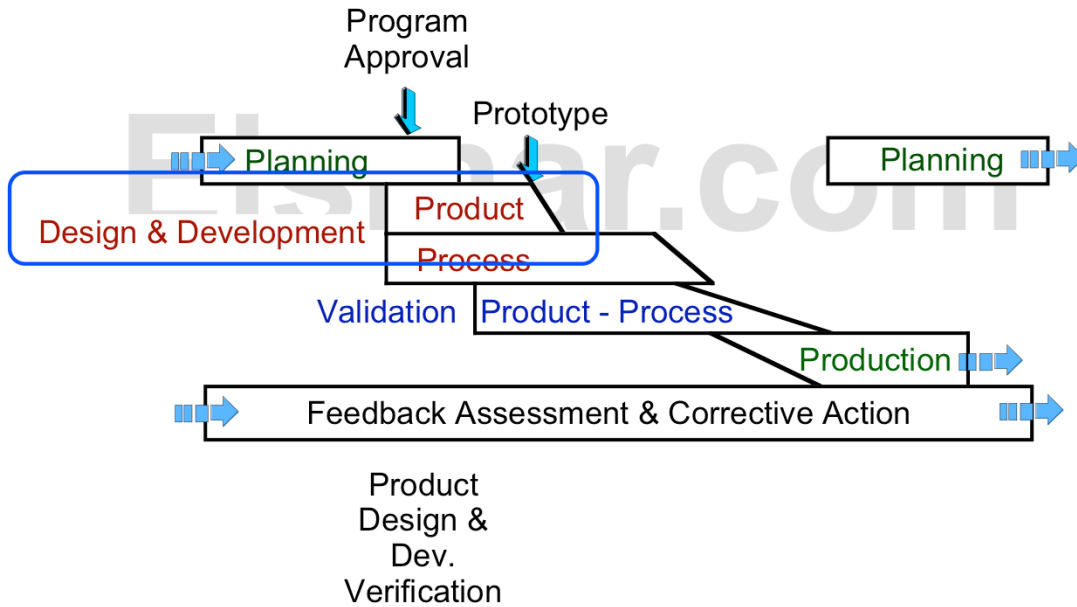 Program
Approval
Prototype
Elsmar.com
Planning
Planning
Product
Design & Development
Process
Validation Product - Process
Production
Feedback Assessment & Corrective Action
Product
Design &
Dev.
Verification